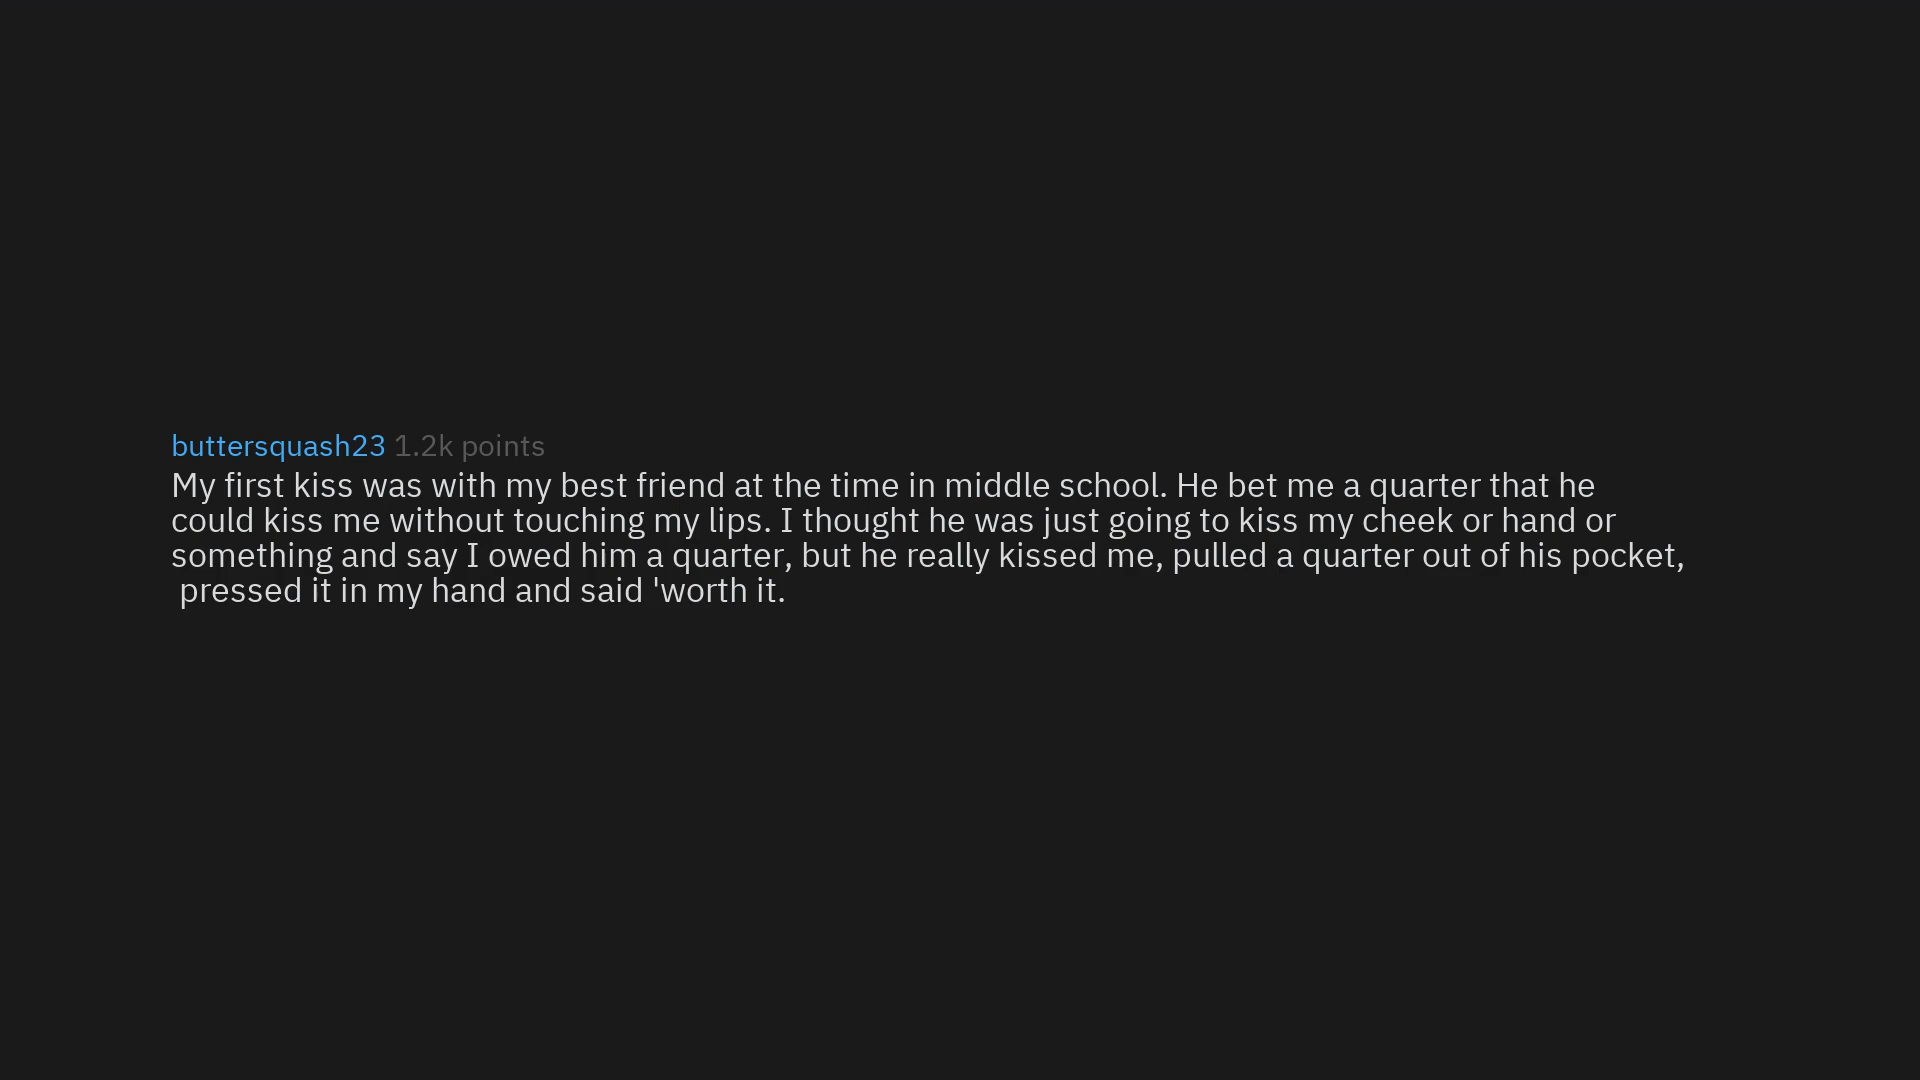 buttersquash23 1.2k points
My first kiss was with my best friend at the time in middle school. He bet me a quarter that he
could kiss me without touching my lips. I thought he was just going to kiss my cheek or hand or
something and say I owed him a quarter, but he really kissed me, pulled a quarter out of his pocket,
pressed it in my hand and said 'worth it.